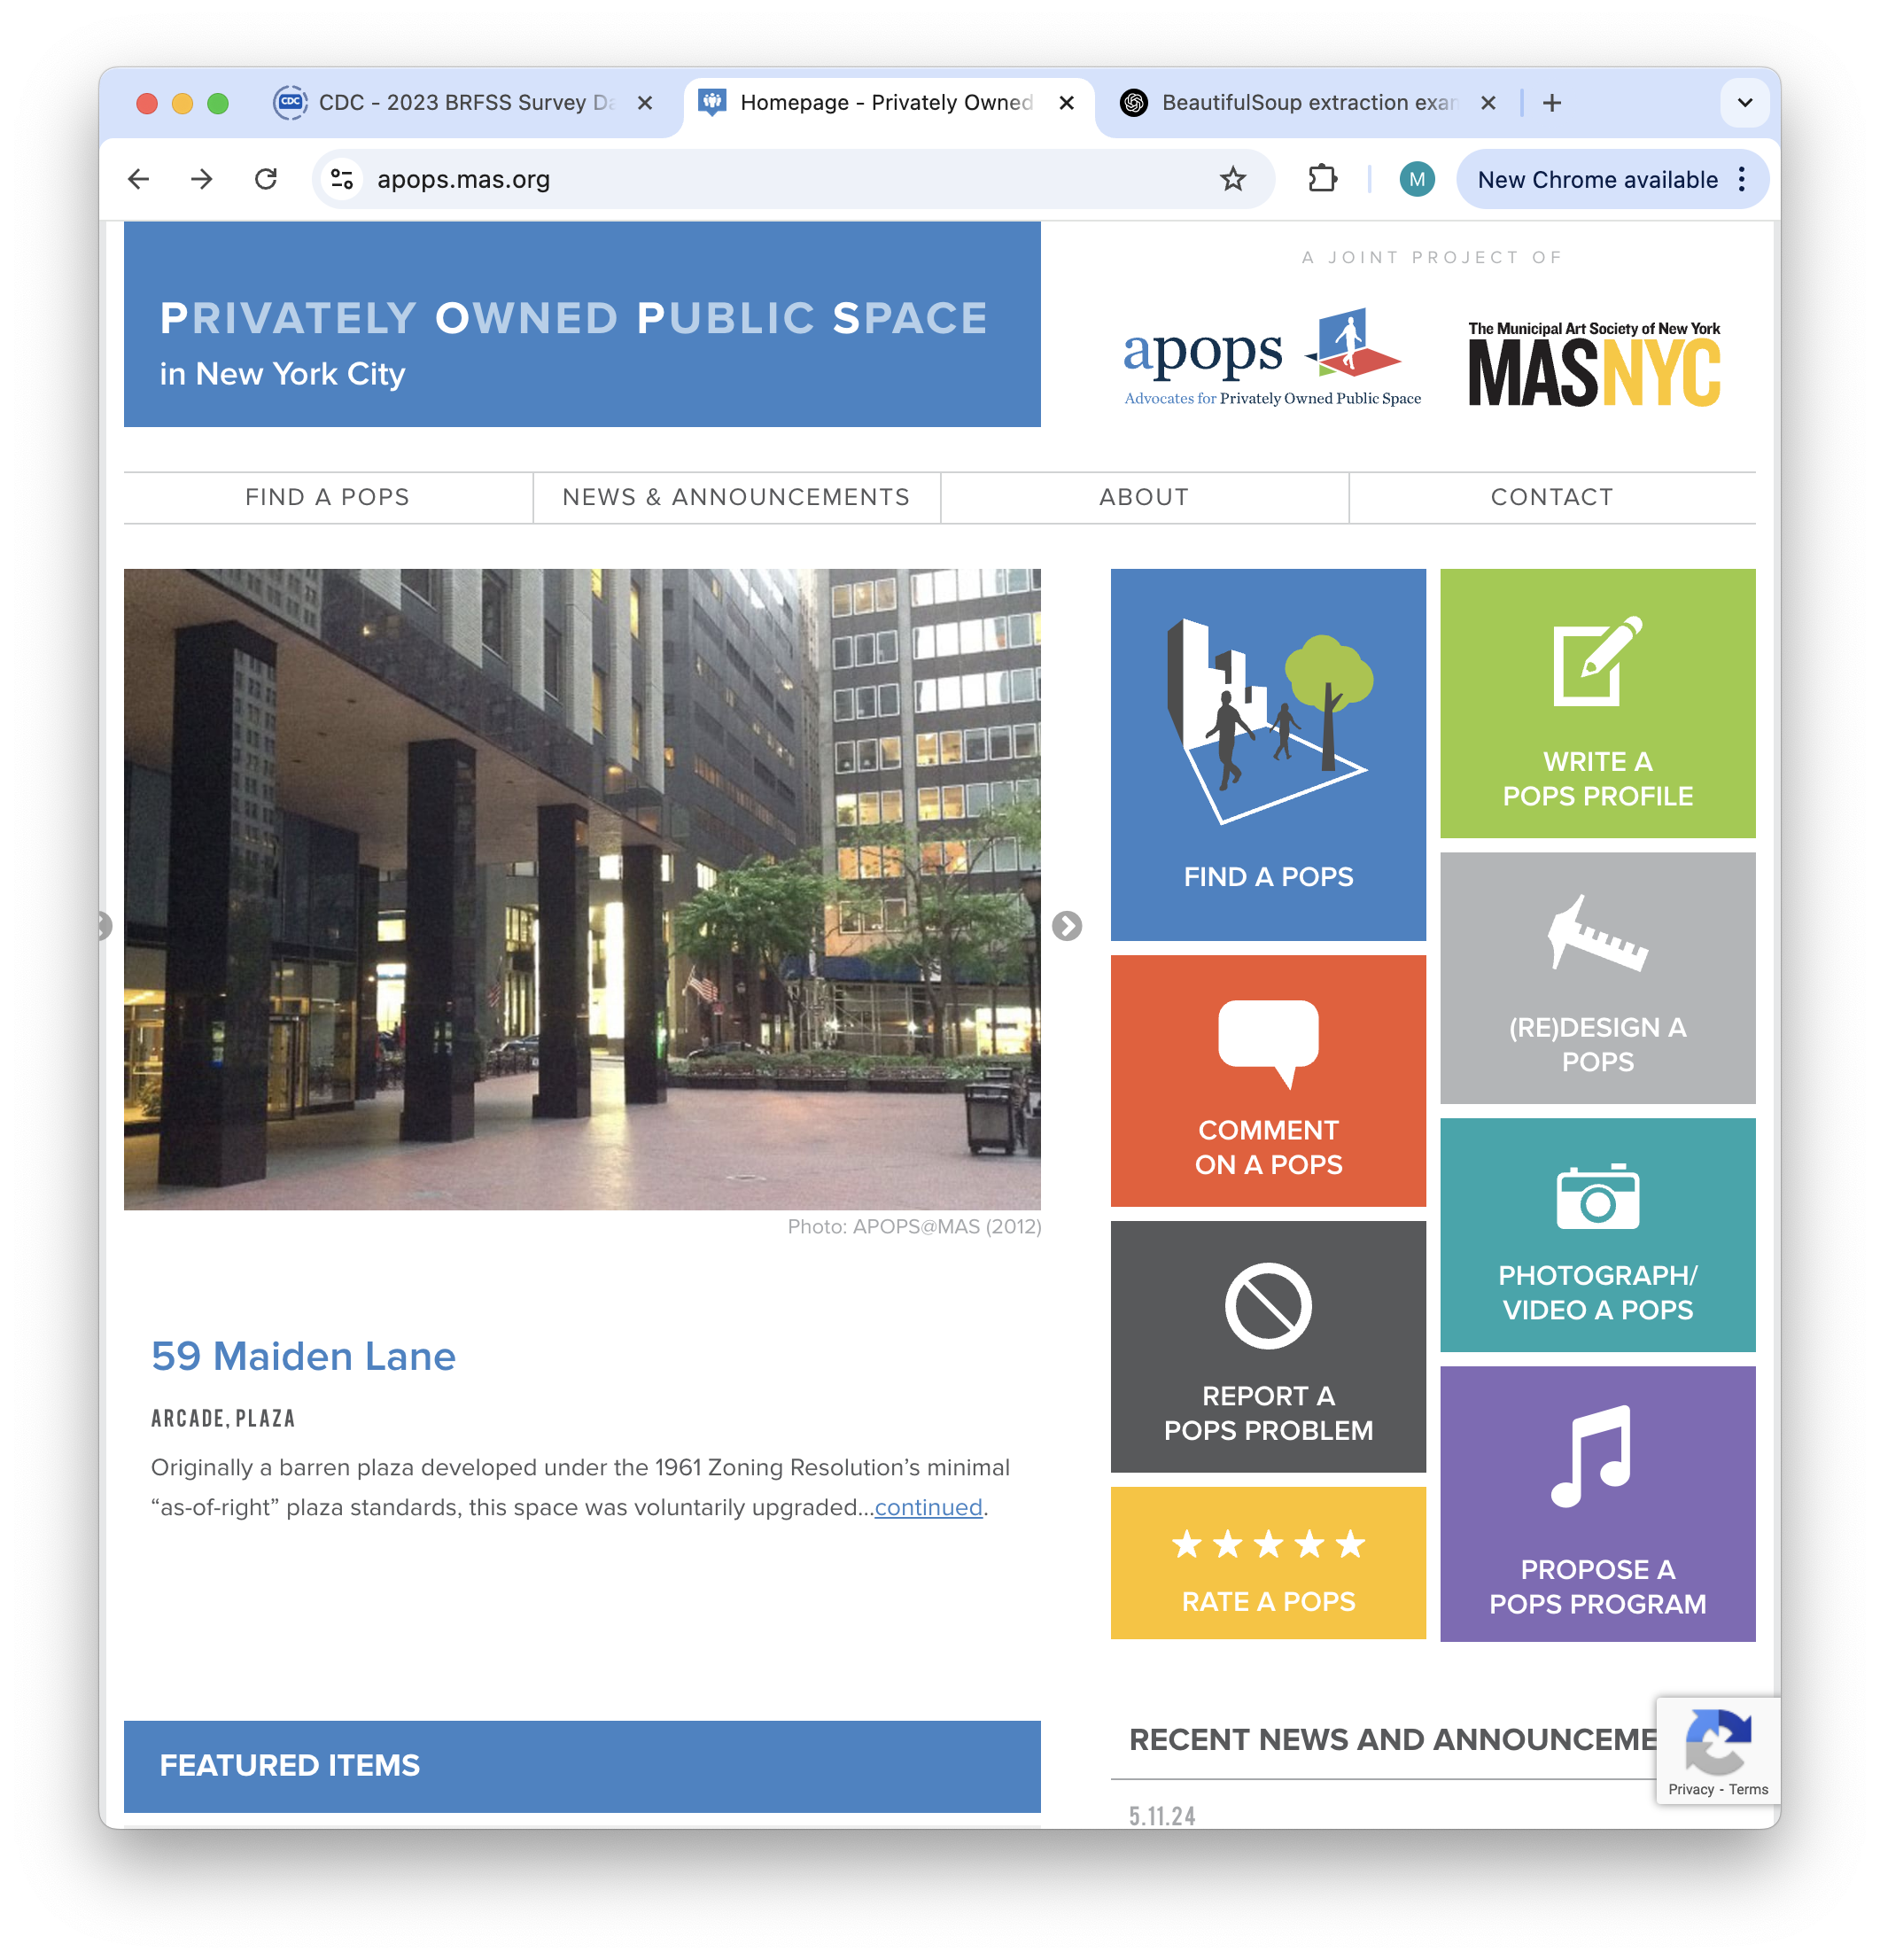 CDC
CDC - 2023 BRFSS Survey Da
Homepage - Privately Owned
BeautifulSoup extraction exan
apops.mas.org
M
New Chrome available
PRIVATELY OWNED PUBLIC SPACE
in New York City
A JOINT PROJECT OF
apops
Advocates for Privately Owned Public Space
The Municipal Art Society of New York
MASNYC
FIND A POPS
NEWS & ANNOUNCEMENTS
ABOUT
CONTACT
Photo: APOPS@MAS (2012)
59 Maiden Lane
ARCADE, PLAZA
Originally a barren plaza developed under the 1961 Zoning Resolution’s minimal
“as-of-right” plaza standards, this space was voluntarily upgraded...continued.
FIND A POPS
WRITE A
POPS PROFILE
(RE)DESIGN A
POPS
COMMENT
ON A POPS
PHOTOGRAPH/
VIDEO A POPS
REPORT A
POPS PROBLEM
RATE A POPS
PROPOSE A
POPS PROGRAM
FEATURED ITEMS
RECENT NEWS AND ANNOUNCEME
5.11.24
Privacy - Terms